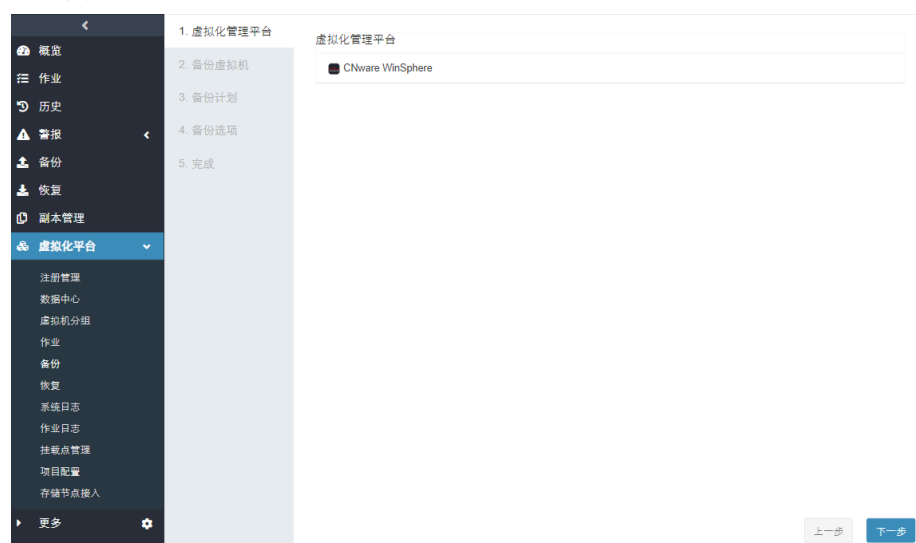 概览
作业
历史
警报
备份
恢复
副本管理
虚拟化平台
注册管理
数据中心
虚拟机分组
作业
备份
恢复
系统日志
作业日志
挂载点管理
项目配置
存储节点接入
更多
1. 虚拟化管理平台
2. 备份虚拟机
3. 备份计划
4. 备份选项
5. 完成
虚拟化管理平台
CNware WinSphere
上一步
下一步